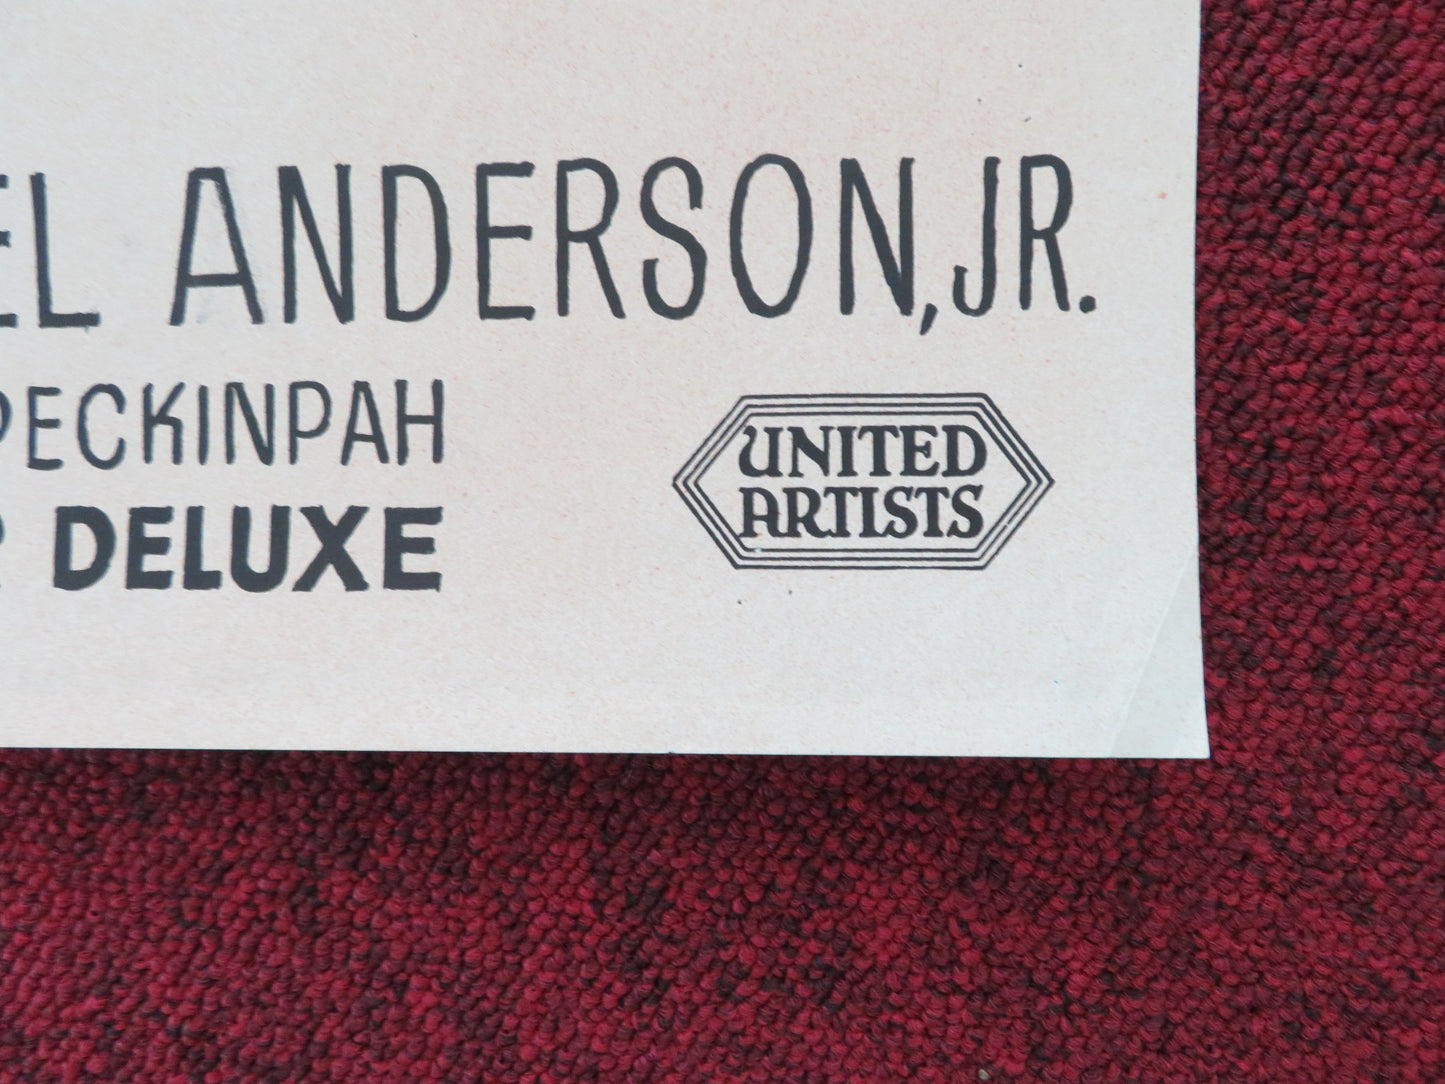 EL ANDERSON, JR.
PECKINPAH
UNITED
ARTISTS
R DELUXE